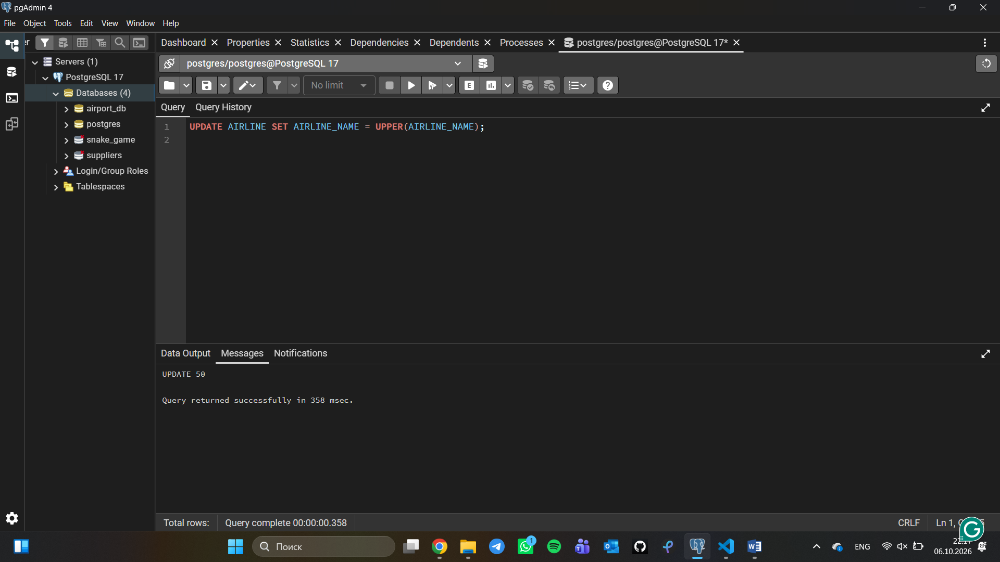 pgAdmin 4
File Object Tools Edit View Window Help
er
Dashboard Properties Statistics Dependencies Dependents Processes postgres/postgres@PostgreSQL 17*
Servers (1)
PostgreSQL 17
Databases (4)
airport_db
postgres
snake_game
suppliers
Login/Group Roles
Tablespaces
postgres/postgres@PostgreSQL 17
No limit
E
Query Query History
1 UPDATE AIRLINE SET AIRLINE_NAME = UPPER(AIRLINE_NAME);
2
Data Output Messages Notifications
UPDATE 50
Query returned successfully in 358 msec.
Total rows: Query complete 00:00:00.358
CRLF Ln 1,
Поиск
1
ENG
06.10.2026